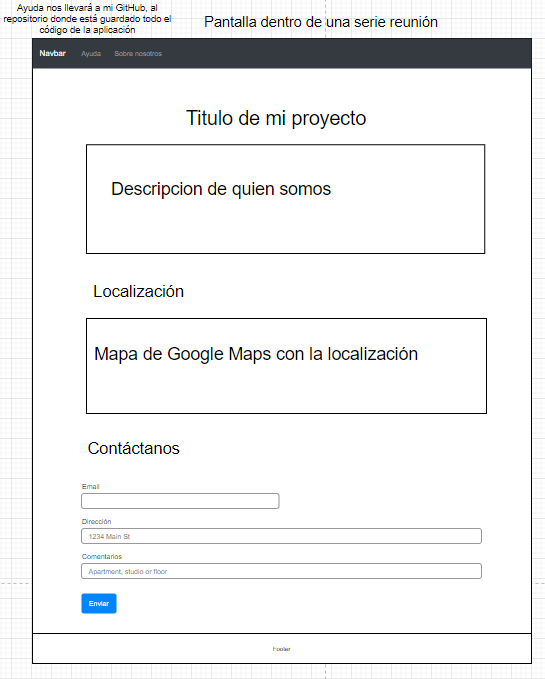 Ayuda nos llevará a mi GitHub, al
repositorio donde está guardado todo el
código de la aplicación
Pantalla dentro de una serie reunión
Navbar Ayuda Sobre nosotros
Titulo de mi proyecto
Descripcion de quien somos
Localización
Mapa de Google Maps con la localización
Contáctanos
Email
Dirección
1234 Main St
Comentarios
Apartment, studio or floor
Enviar
Footer